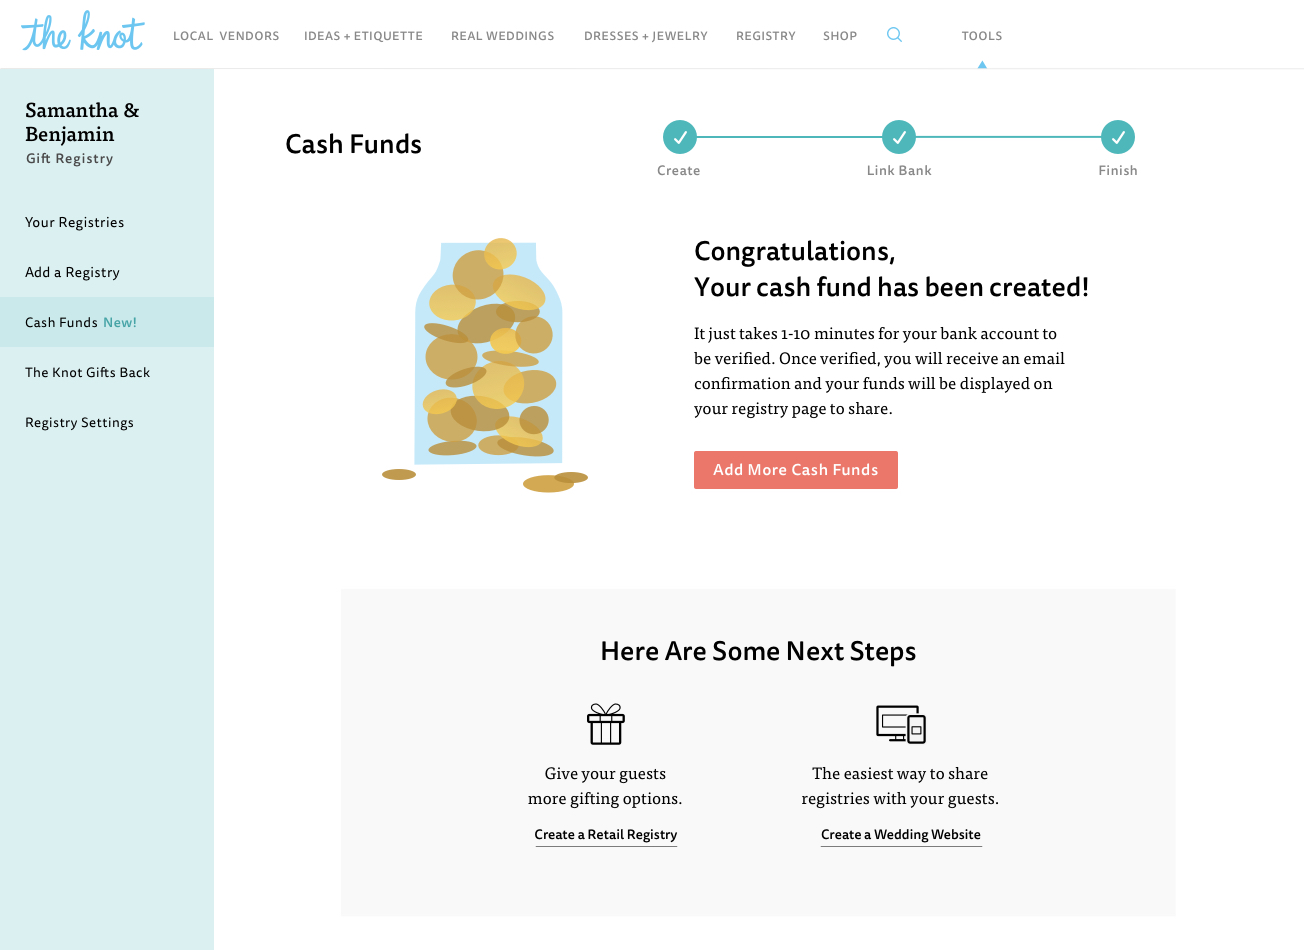 the knot
LOCAL VENDORS
IDEAS + ETIQUETTE
REAL WEDDINGS
DRESSES + JEWELRY
REGISTRY
SHOP
TOOLS
Samantha &
Benjamin
Gift Registry
Your Registries
Add a Registry
Cash Funds New!
The Knot Gifts Back
Registry Settings
Cash Funds
Create
Link Bank
Finish
Congratulations,
Your cash fund has been created!
It just takes 1-10 minutes for your bank account to
be verified. Once verified, you will receive an email
confirmation and your funds will be displayed on
your registry page to share.
Add More Cash Funds
Here Are Some Next Steps
Give your guests
more gifting options.
Create a Retail Registry
The easiest way to share
registries with your guests.
Create a Wedding Website